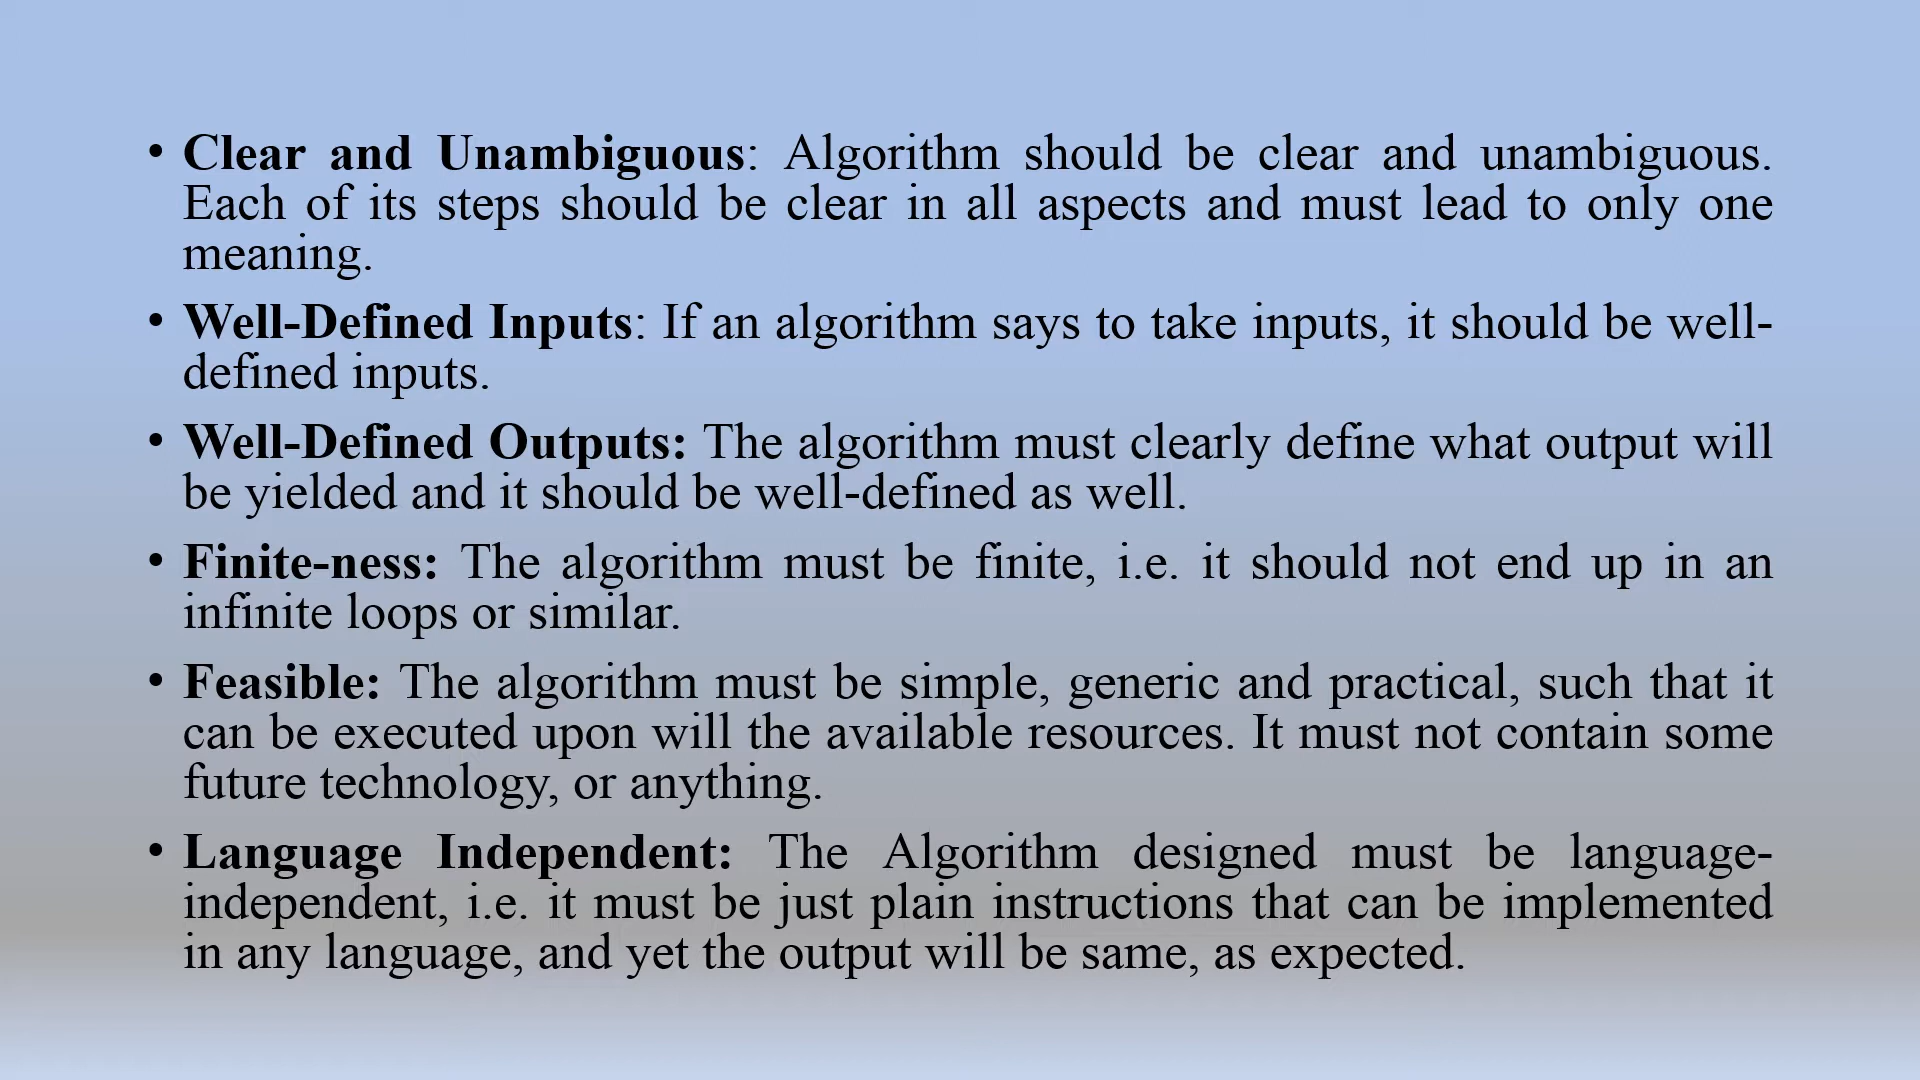 • Clear and Unambiguous: Algorithm should be clear and unambiguous.
Each of its steps should be clear in all aspects and must lead to only one
meaning.
• Well-Defined Inputs: If an algorithm says to take inputs, it should be well-
defined inputs.
• Well-Defined Outputs: The algorithm must clearly define what output will
be yielded and it should be well-defined as well.
• Finite-ness: The algorithm must be finite, i.e. it should not end up in an
infinite loops or similar.
• Feasible: The algorithm must be simple, generic and practical, such that it
can be executed upon will the available resources. It must not contain some
future technology, or anything.
• Language Independent: The Algorithm designed must be language-
independent, i.e. it must be just plain instructions that can be implemented
in any language, and yet the output will be same, as expected.